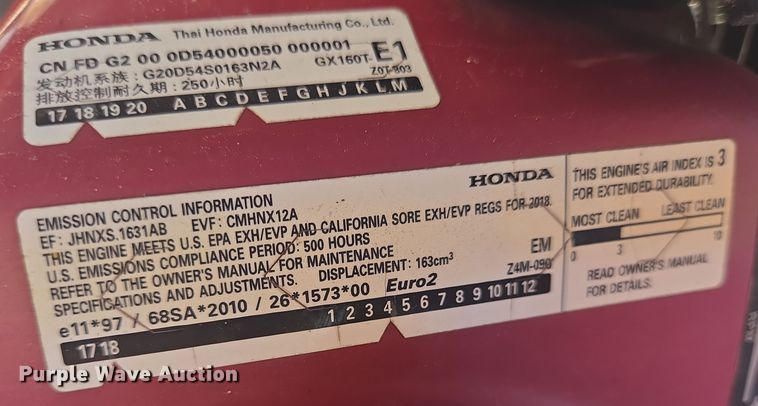 HONDA Thai Honda Manufacturing Co., Ltd.
CN FD G2 00 0D54000050 000001
发动机系族：G20D54S0163N2A GX160T- E1
排放控制耐久期：250小时 Z0T-803
17 18 19 20 A B C D E F G H J K L M
HONDA
EMISSION CONTROL INFORMATION
EF: JHNXS.1631AB EVF: CMHNX12A
THIS ENGINE MEETS U.S. EPA EXH/EVP AND CALIFORNIA SORE EXH/EVP REGS FOR 2018.
U.S. EMISSIONS COMPLIANCE PERIOD: 500 HOURS
REFER TO THE OWNER'S MANUAL FOR MAINTENANCE EM
SPECIFICATIONS AND ADJUSTMENTS. DISPLACEMENT: 163cm³ Z4M-090
e11*97 / 68SA*2010 / 26*1573*00 Euro2
17 18 1 2 3 4 5 6 7 8 9 10 11 12
THIS ENGINE'S AIR INDEX IS 3
FOR EXTENDED DURABILITY.
MOST CLEAN LEAST CLEAN
0 3 10
READ OWNER'S MANUAL
FOR DETAILS.
RPM
Purple Wave Auction